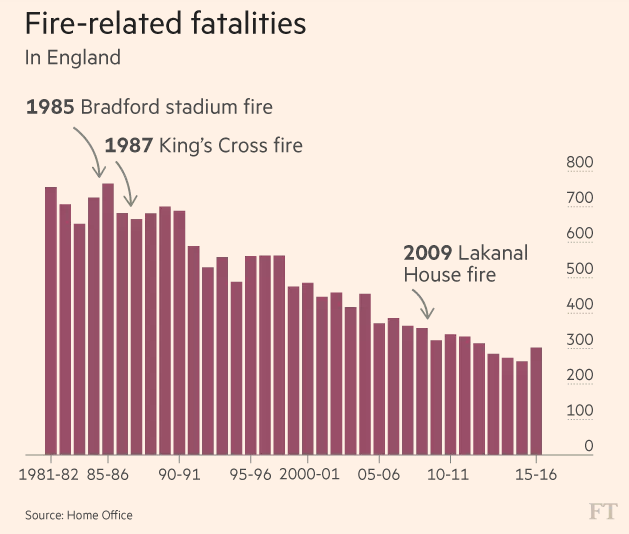 Fire-related fatalities
In England
1985 Bradford stadium fire
1987 King's Cross fire
2009 Lakanal
House fire
800
700
600
500
400
300
200
100
0
1981-82 85-86 90-91 95-96 2000-01 05-06 10-11 15-16
Source: Home Office
FT